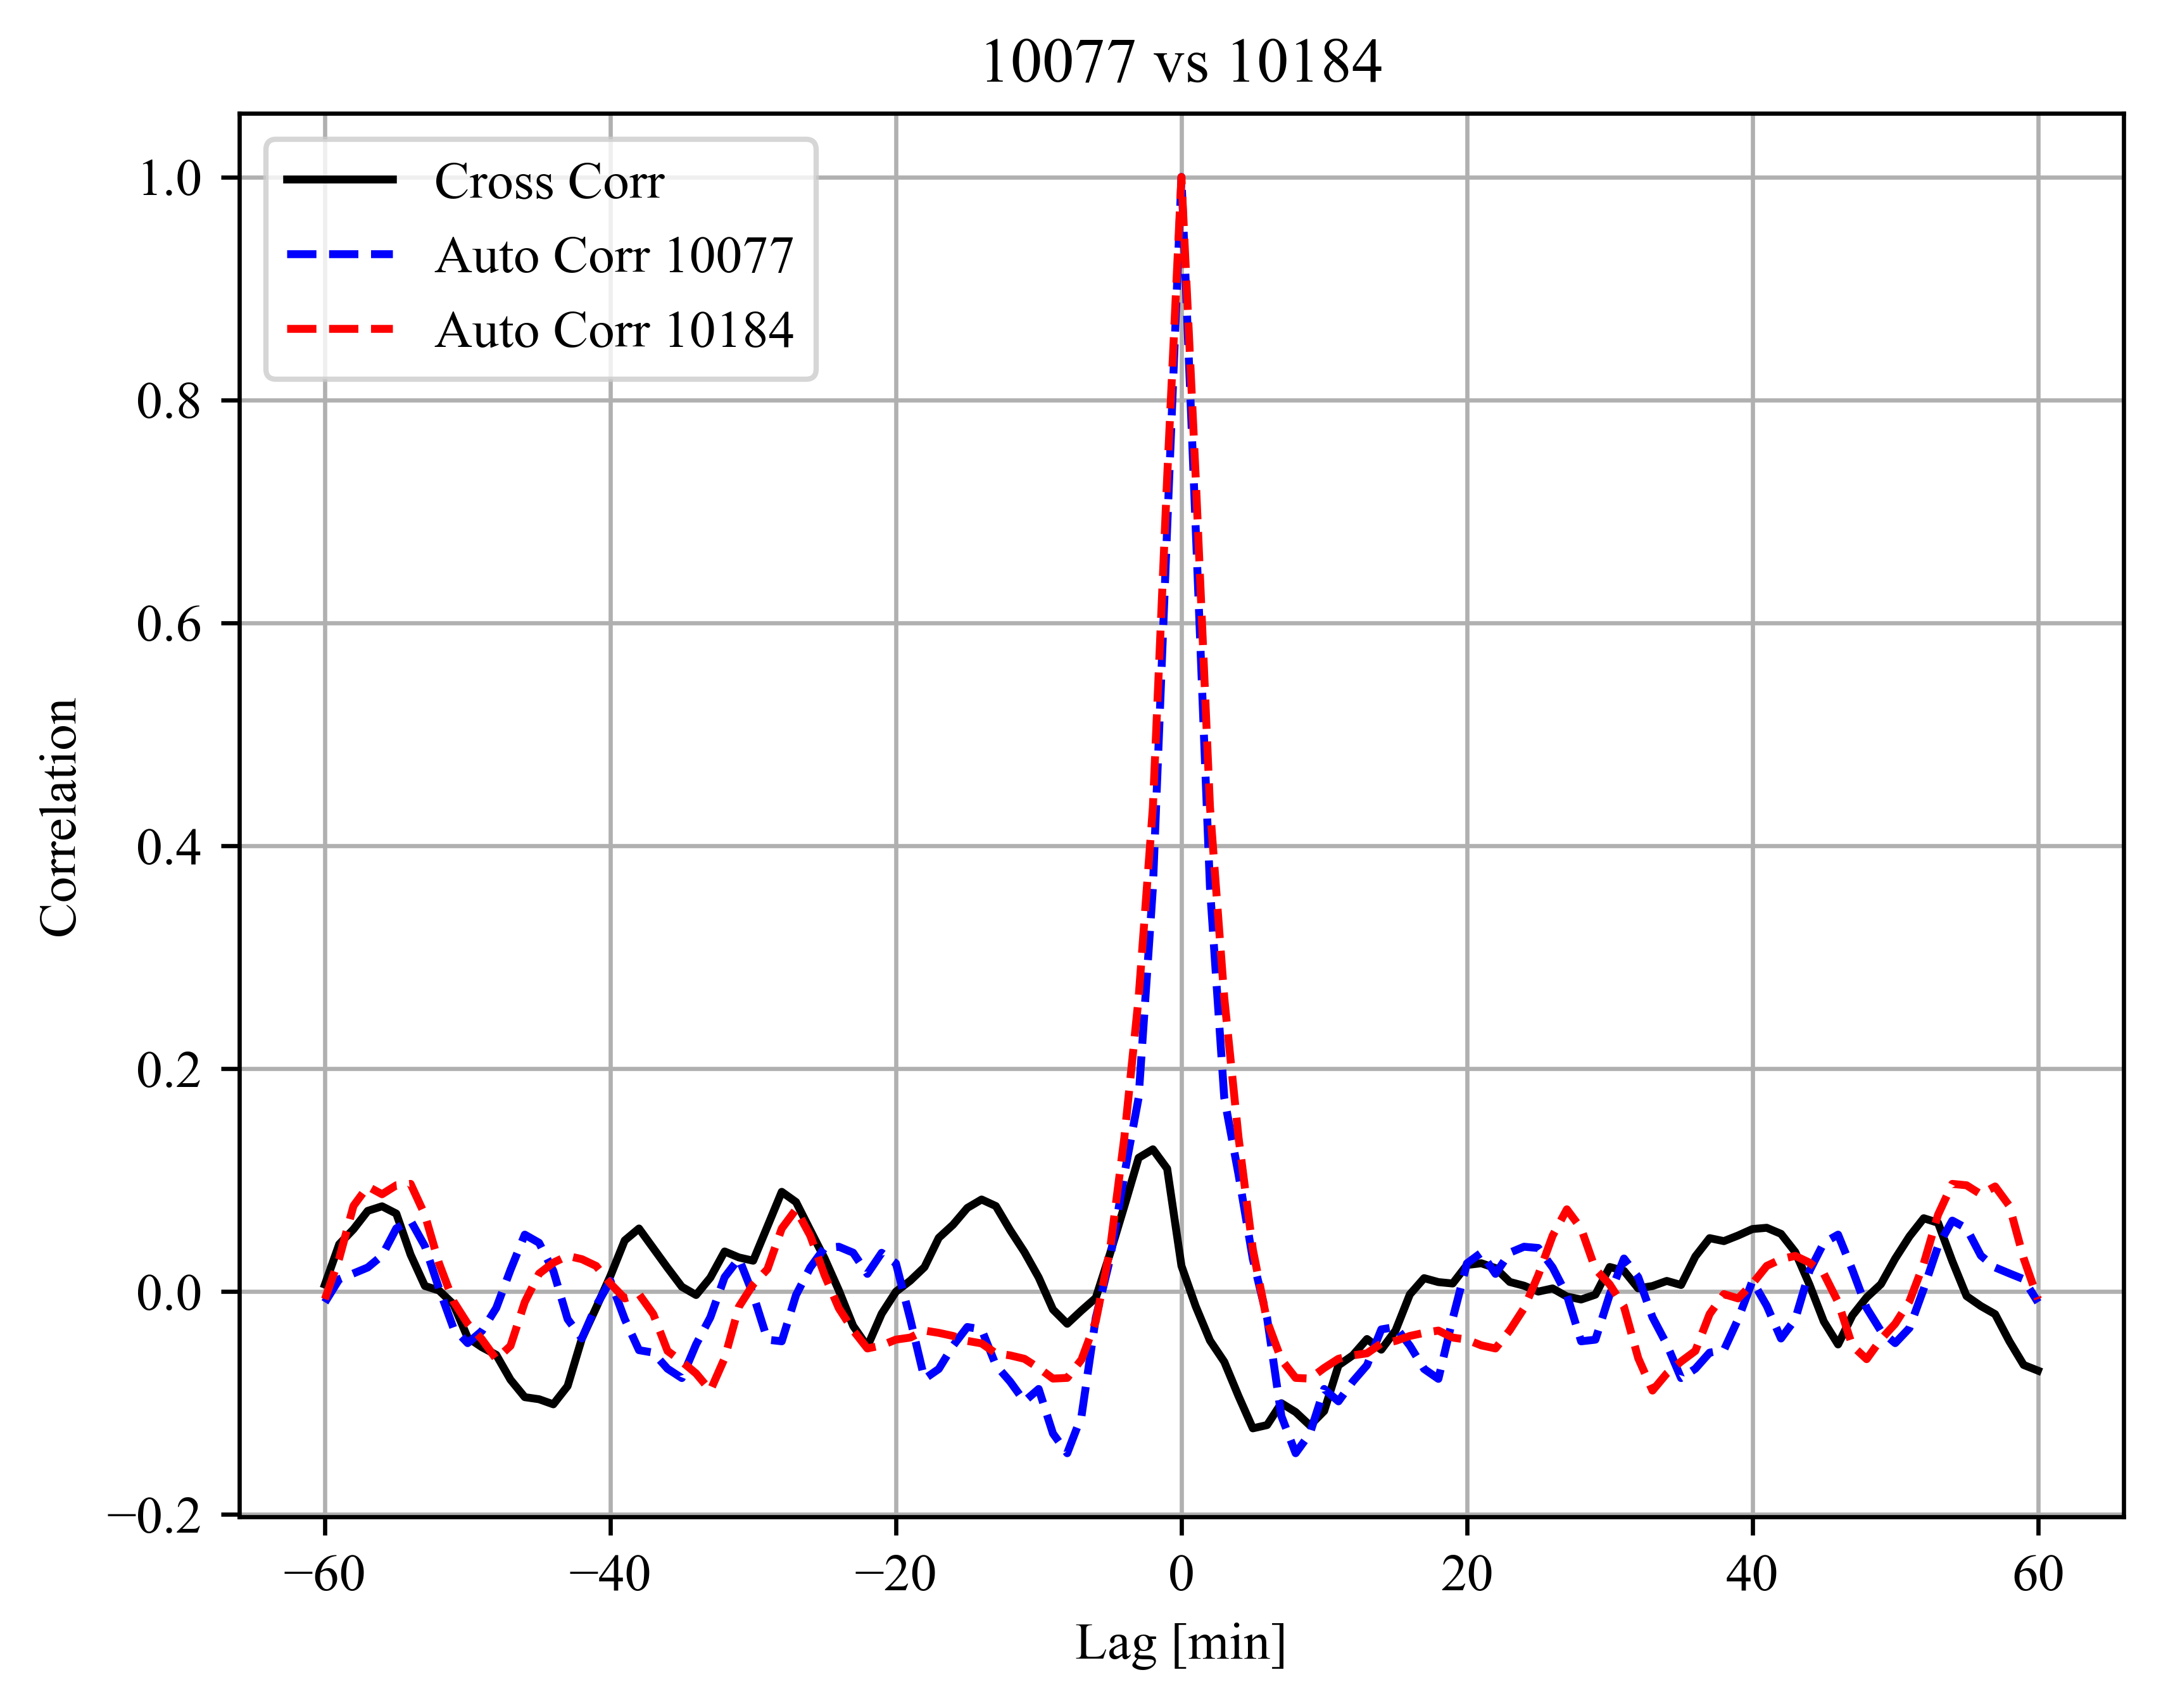 10077 vs 10184
Cross Corr
Auto Corr 10077
Auto Corr 10184
1.0
0.8
0.6
0.4
0.2
0.0
−0.2
Correlation
−60 −40 −20 0 20 40 60
Lag [min]